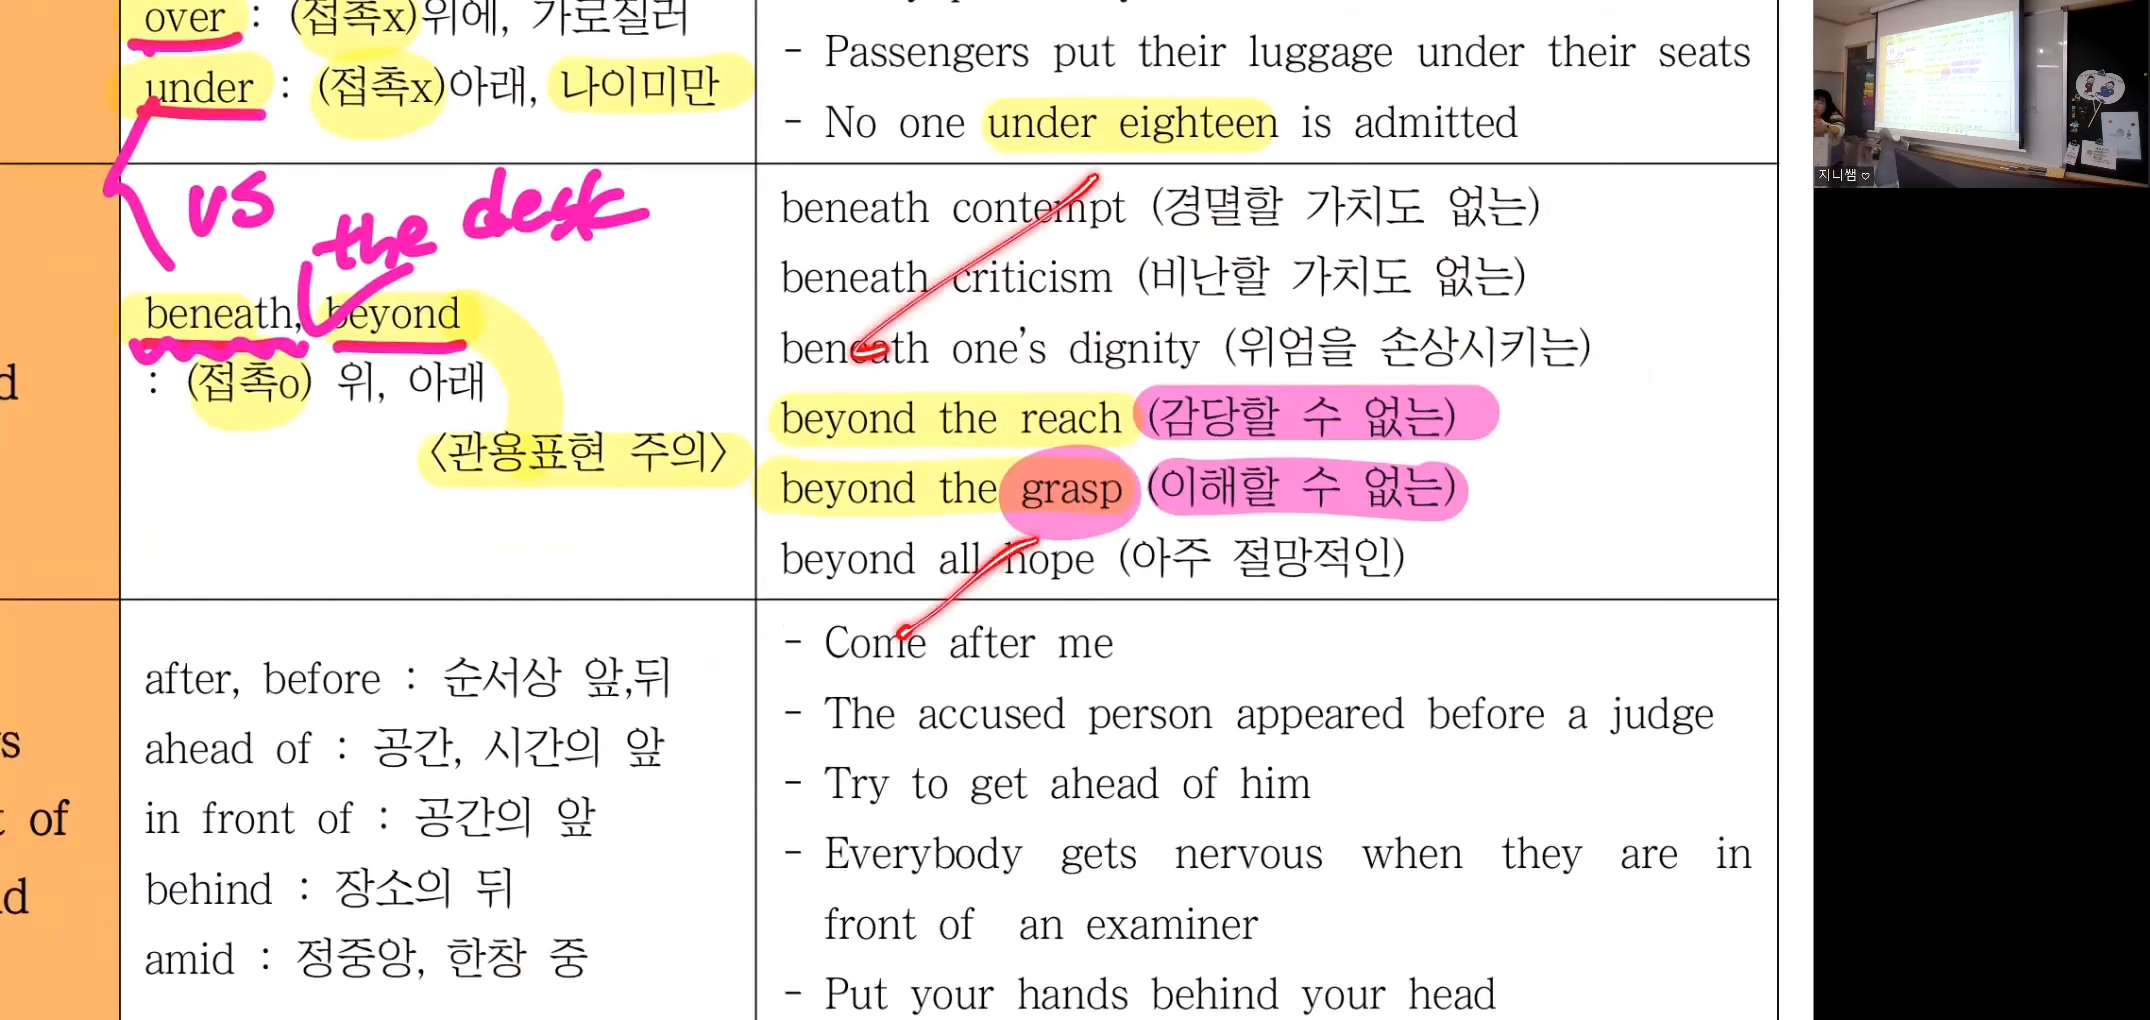 over : (접촉x)위에, 가로질러
under : (접촉x)아래, 나이미만
- Passengers put their luggage under their seats
- No one under eighteen is admitted
d
vs
the desk
beneath, beyond
: (접촉o) 위, 아래
〈관용표현 주의〉
beneath contempt (경멸할 가치도 없는)
beneath criticism (비난할 가치도 없는)
beneath one's dignity (위엄을 손상시키는)
beyond the reach (감당할 수 없는)
beyond the grasp (이해할 수 없는)
beyond all hope (아주 절망적인)
s
of
d
after, before : 순서상 앞,뒤
ahead of : 공간, 시간의 앞
in front of : 공간의 앞
behind : 장소의 뒤
amid : 정중앙, 한창 중
- Come after me
- The accused person appeared before a judge
- Try to get ahead of him
- Everybody gets nervous when they are in
front of an examiner
- Put your hands behind your head
지니쌤 ♡